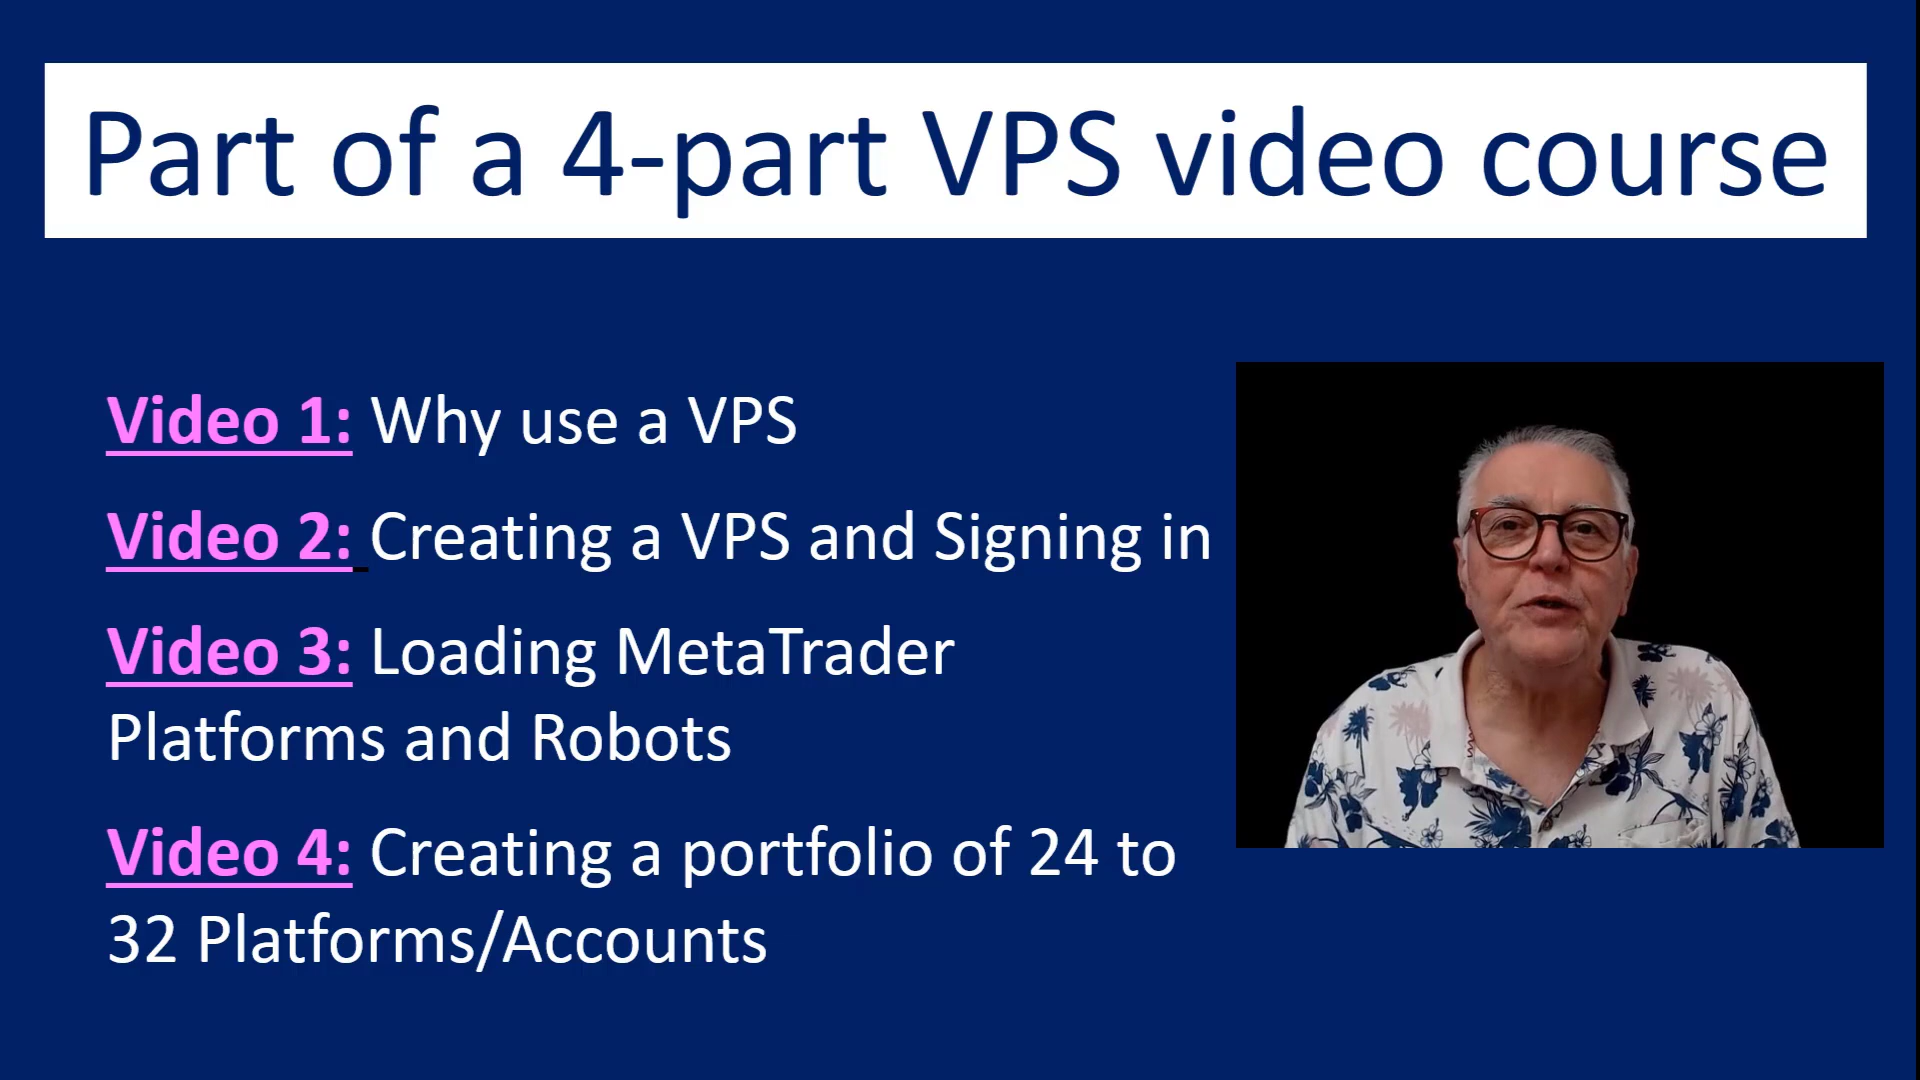 Part of a 4-part VPS video course
Video 1: Why use a VPS
Video 2: Creating a VPS and Signing in
Video 3: Loading MetaTrader
Platforms and Robots
Video 4: Creating a portfolio of 24 to
32 Platforms/Accounts